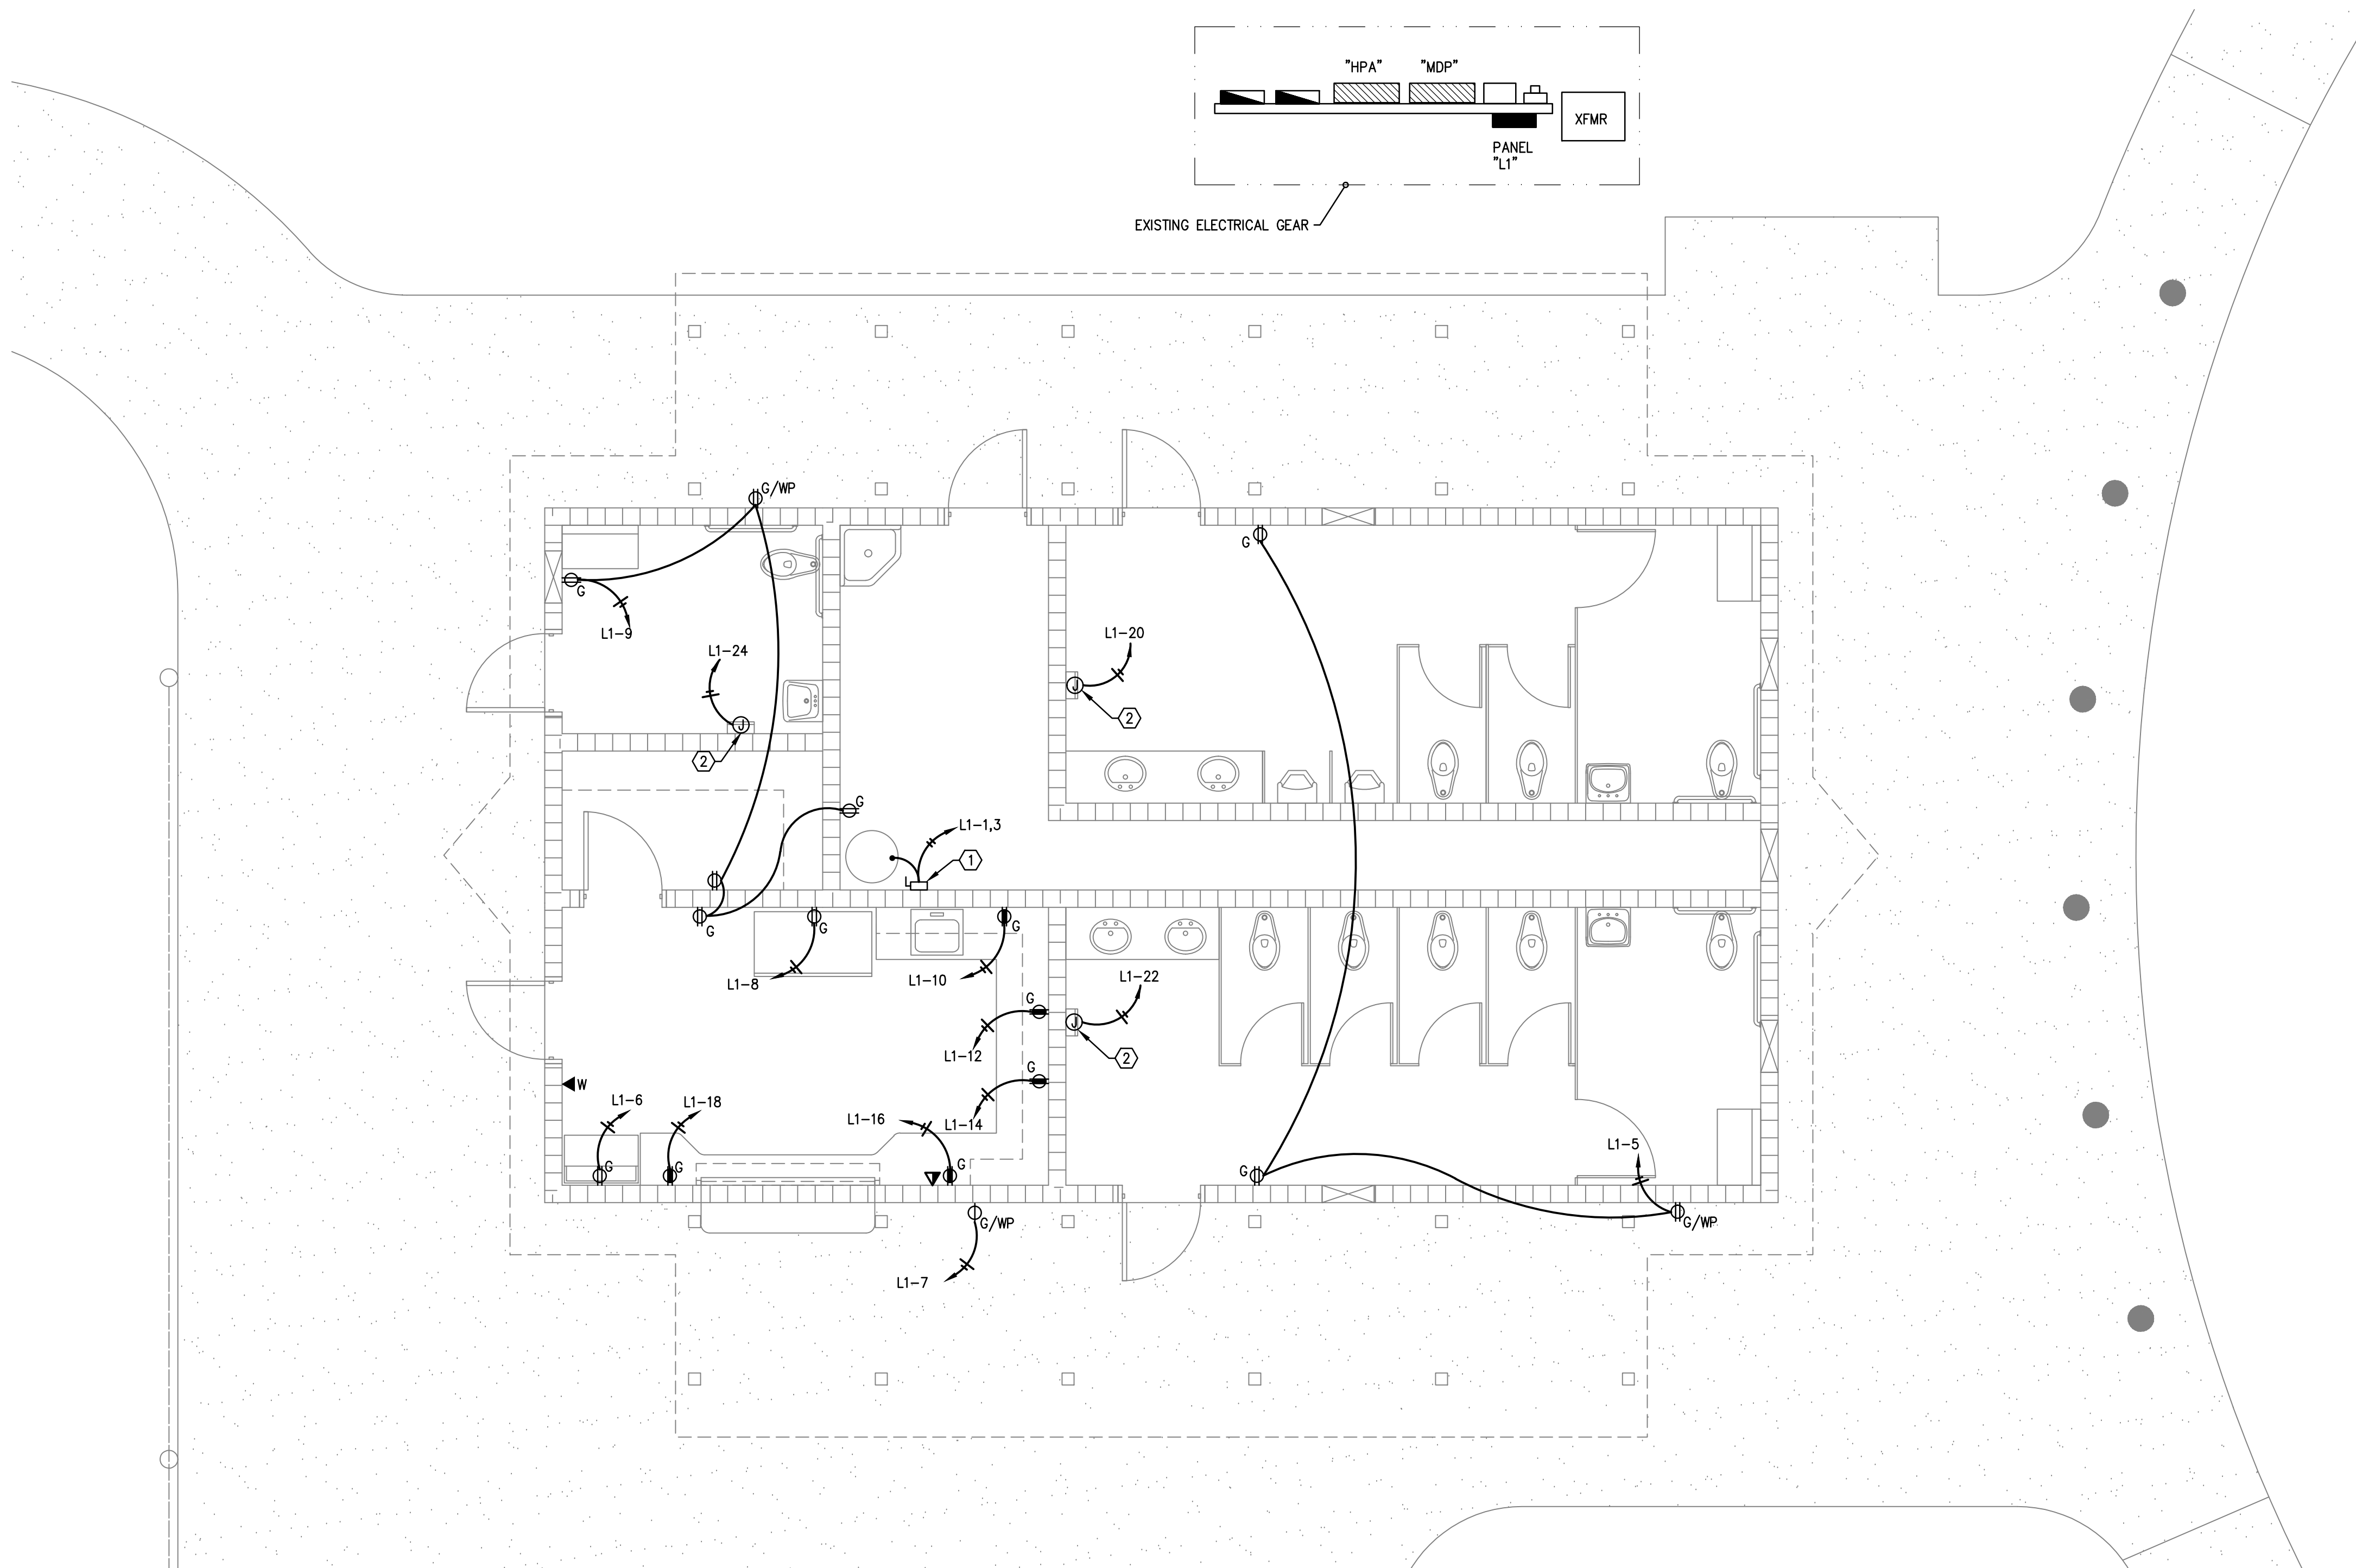 "HPA" "MDP"
XFMR
PANEL
"L1"
EXISTING ELECTRICAL GEAR
G/WP
G
G
L1-9
L1-20
L1-24
J
2
J
2
G
L1-1,3
1
L
G
G
G
L1-8
L1-10
L1-22
G
J
L1-12
2
G
W
L1-6
L1-18
L1-16
L1-14
L1-5
G
G
G
G
G/WP
G/WP
L1-7